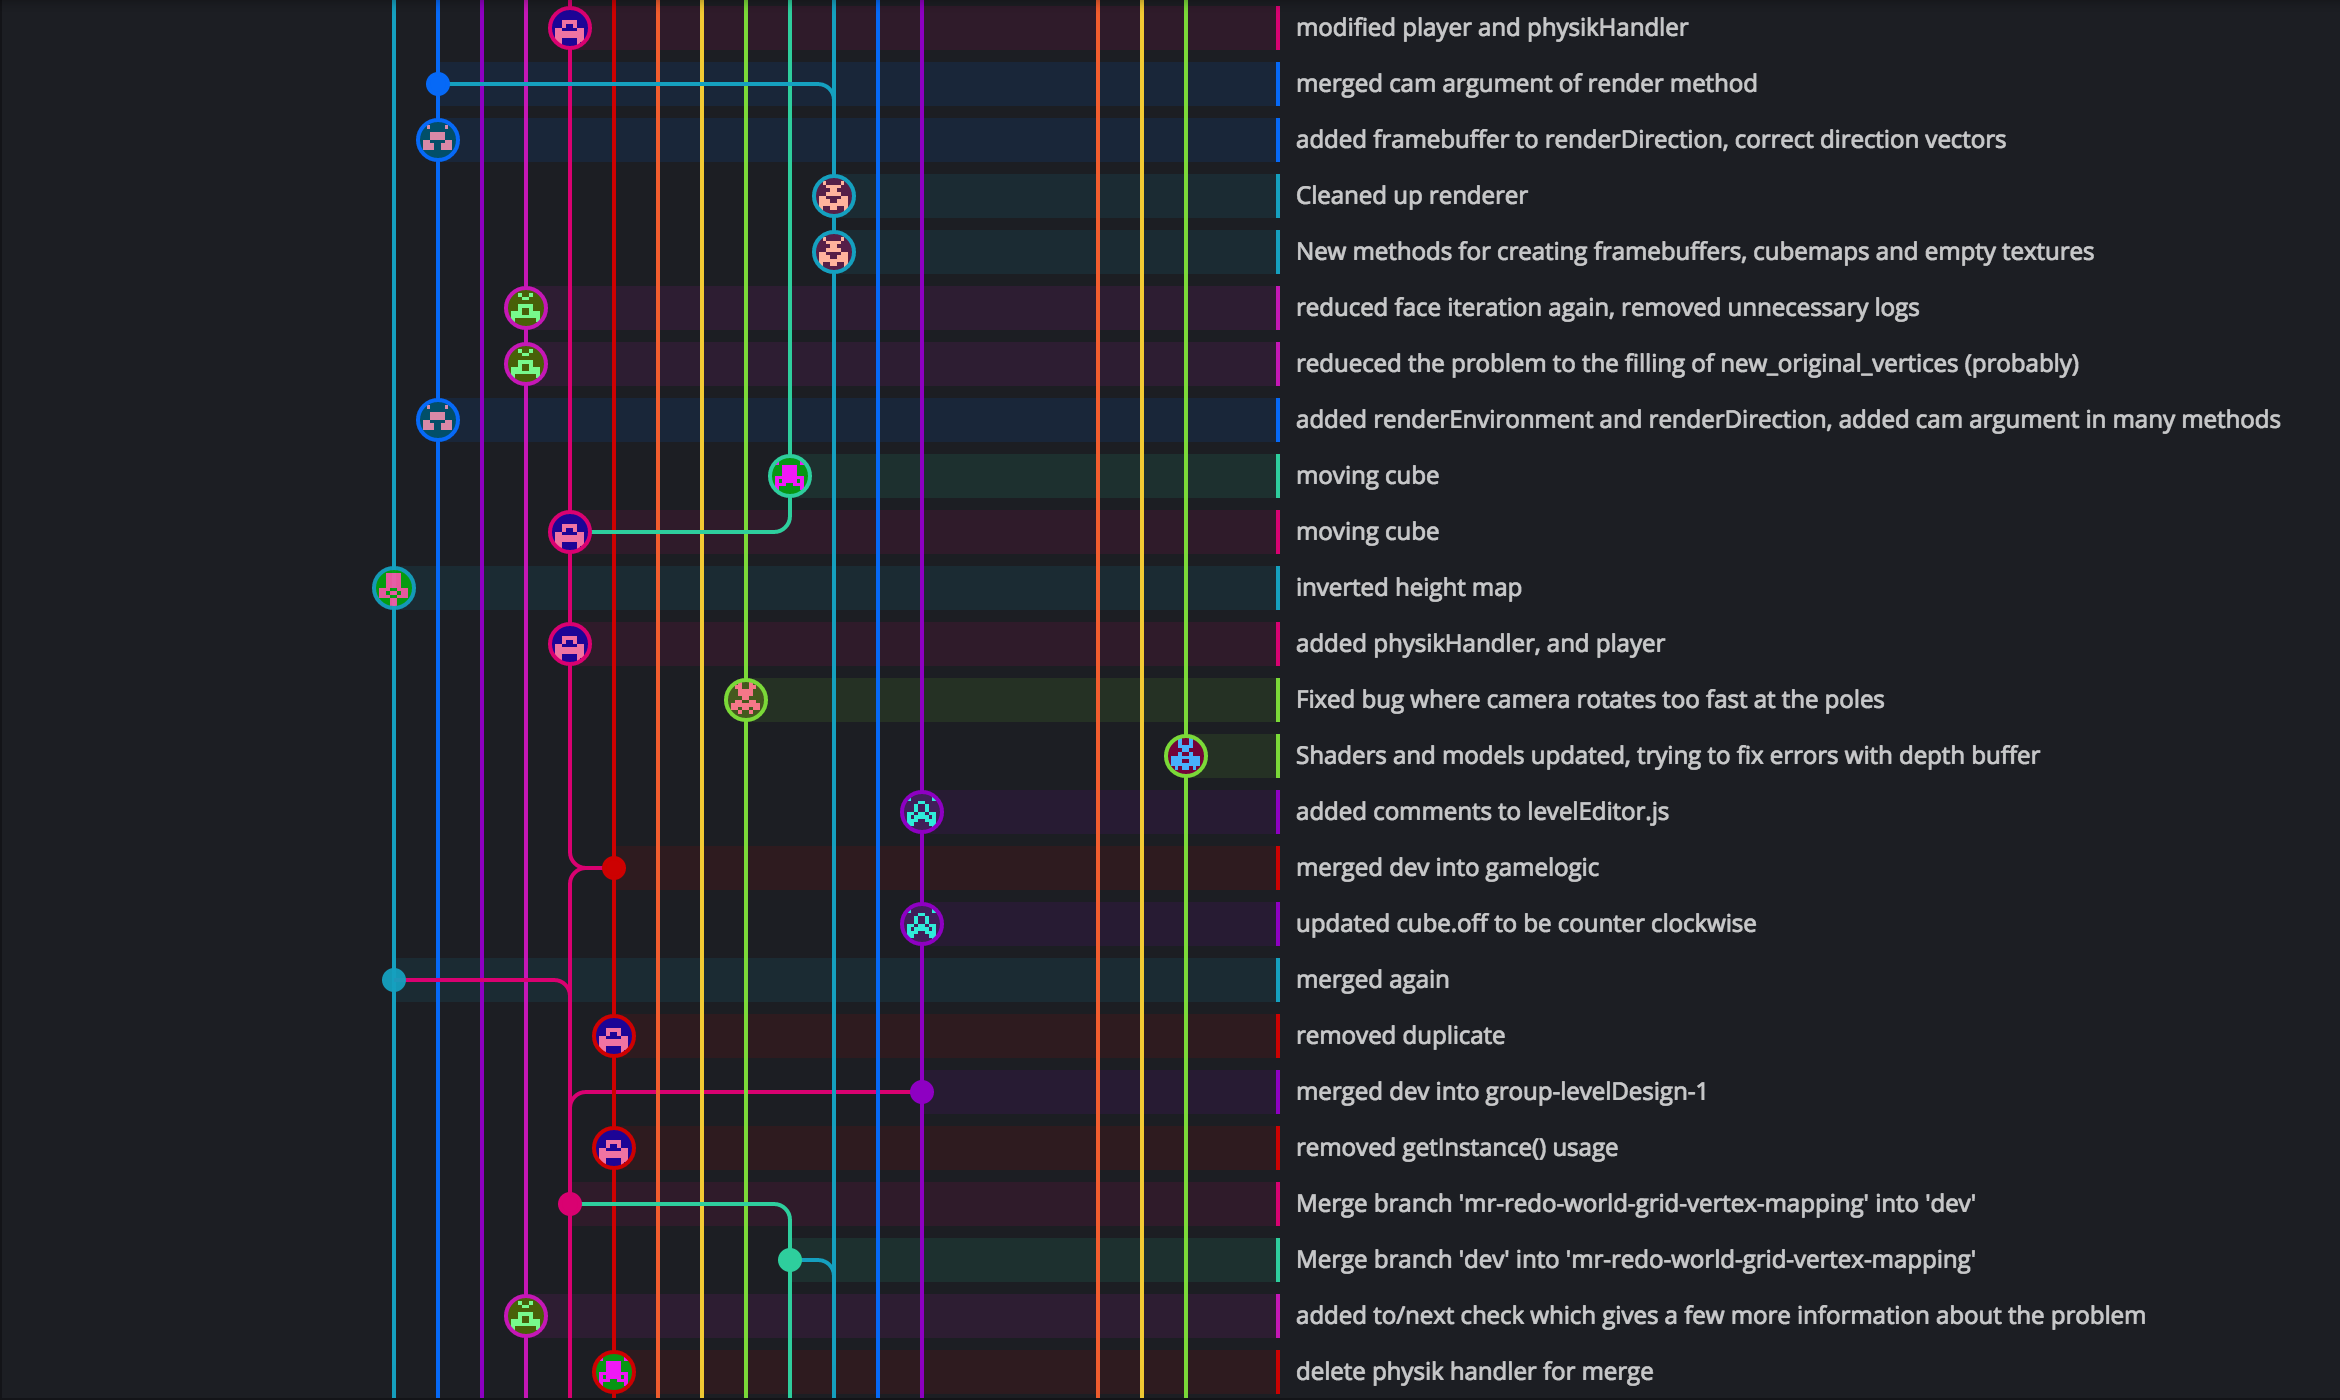 modified player and physikHandler
merged cam argument of render method
added framebuffer to renderDirection, correct direction vectors
Cleaned up renderer
New methods for creating framebuffers, cubemaps and empty textures
reduced face iteration again, removed unnecessary logs
redueced the problem to the filling of new_original_vertices (probably)
added renderEnvironment and renderDirection, added cam argument in many methods
moving cube
moving cube
inverted height map
added physikHandler, and player
Fixed bug where camera rotates too fast at the poles
Shaders and models updated, trying to fix errors with depth buffer
added comments to levelEditor.js
merged dev into gamelogic
updated cube.off to be counter clockwise
merged again
removed duplicate
merged dev into group-levelDesign-1
removed getInstance() usage
Merge branch 'mr-redo-world-grid-vertex-mapping' into 'dev'
Merge branch 'dev' into 'mr-redo-world-grid-vertex-mapping'
added to/next check which gives a few more information about the problem
delete physik handler for merge